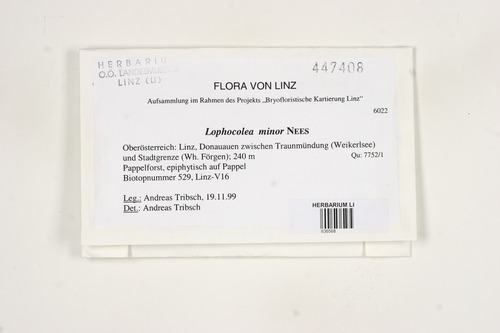 HERBARIUM
O.Ö. LANDESMUSEUM
LINZ (LI)
447408
FLORA VON LINZ
Aufsammlung im Rahmen des Projekts „Bryofloristische Kartierung Linz"
6022
Lophocolea minor NEES
Oberösterreich: Linz, Donauauen zwischen Traunmündung (Weikerlsee)
und Stadtgrenze (Wh. Förgen); 240 m Qu: 7752/1
Pappelforst, epiphytisch auf Pappel
Biotopnummer 529, Linz-V16
Leg.: Andreas Tribsch, 19.11.99
Det.: Andreas Tribsch
HERBARIUM LI